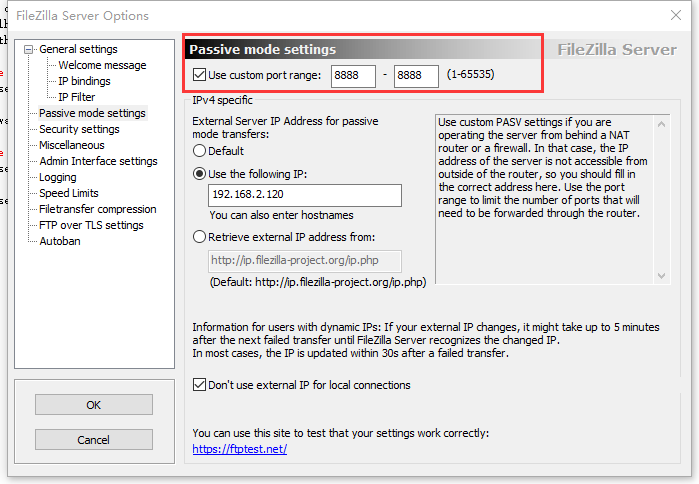 FileZilla Server Options
General settings
Welcome message
IP bindings
IP Filter
Passive mode settings
Security settings
Miscellaneous
Admin Interface settings
Logging
Speed Limits
Filetransfer compression
FTP over TLS settings
Autoban
OK
Cancel
Passive mode settings
FileZilla Server
Use custom port range: 8888 - 8888 (1-65535)
IPv4 specific
External Server IP Address for passive
mode transfers:
Default
Use the following IP:
192.168.2.120
You can also enter hostnames
Retrieve external IP address from:
http://ip.filezilla-project.org/ip.php
(Default: http://ip.filezilla-project.org/ip.php)
Use custom PASV settings if you are
operating the server from behind a NAT
router or a firewall. In that case, the IP
address of the server is not accessible from
outside of the router, so you should fill in
the correct address here. Use the port
range to limit the number of ports that
will need to be forwarded through the router.
Information for users with dynamic IPs: If your external IP changes, it might take up to 5 minutes
after the next failed transfer until FileZilla Server recognizes the changed IP.
In most cases, the IP is updated within 30s after a failed transfer.
Don't use external IP for local connections
You can use this site to test that your settings work correctly:
https://ftptest.net/